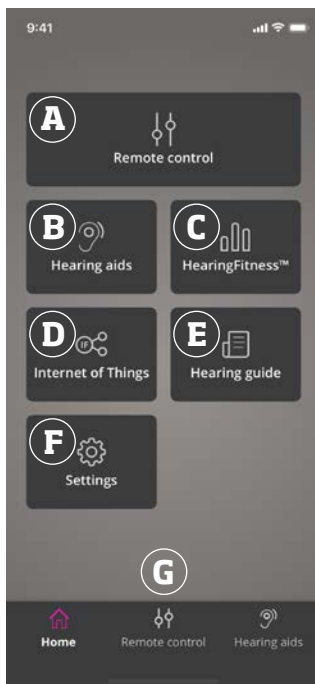 9:41
A
Remote control
B
C
Hearing aids
HearingFitness™
D
E
IF
Internet of Things
Hearing guide
F
Settings
G
Home
Remote control
Hearing aids